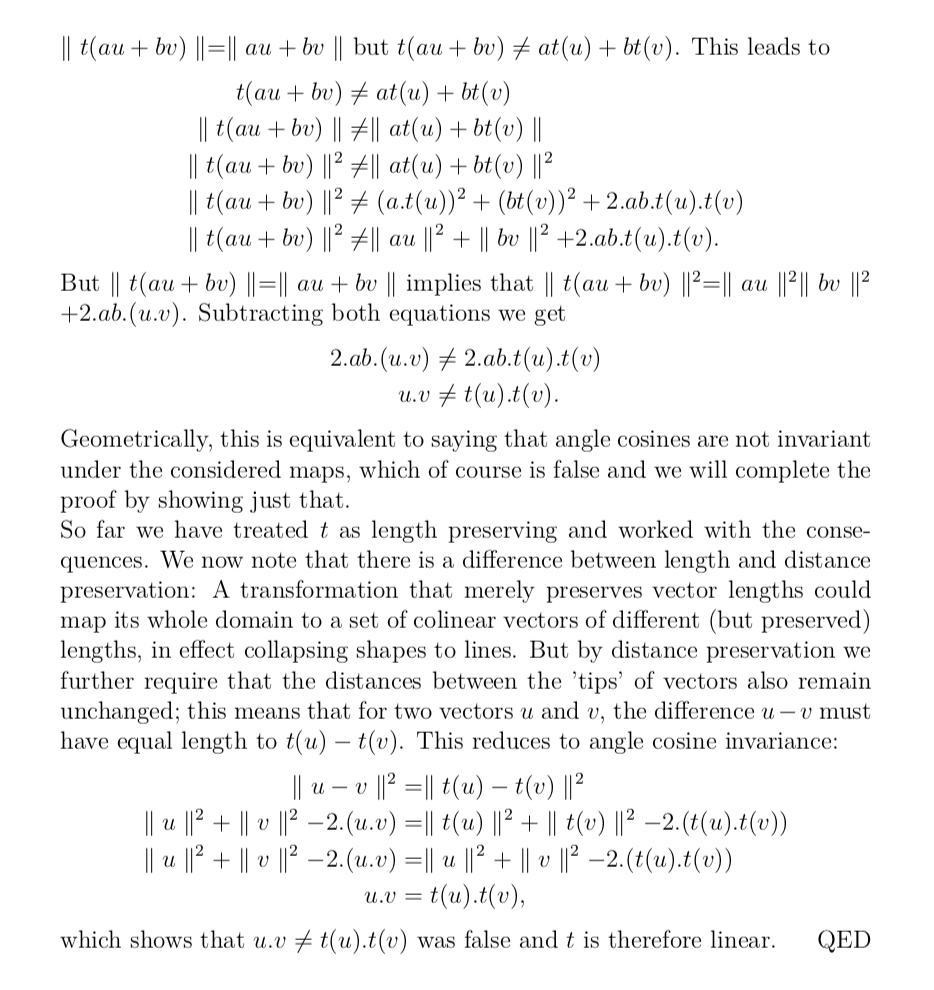 ∥ t(au + bv) ∥=∥ au + bv ∥ but t(au + bv) ≠ at(u) + bt(v). This leads to
t(au + bv) ≠ at(u) + bt(v)
∥ t(au + bv) ∥ ≠∥ at(u) + bt(v) ∥
∥ t(au + bv) ∥² ≠∥ at(u) + bt(v) ∥²
∥ t(au + bv) ∥² ≠ (a.t(u))² + (bt(v))² + 2.ab.t(u).t(v)
∥ t(au + bv) ∥² ≠∥ au ∥² + ∥ bv ∥² +2.ab.t(u).t(v).
But ∥ t(au + bv) ∥=∥ au + bv ∥ implies that ∥ t(au + bv) ∥²=∥ au ∥²∥ bv ∥²
+2.ab.(u.v). Subtracting both equations we get
2.ab.(u.v) ≠ 2.ab.t(u).t(v)
u.v ≠ t(u).t(v).
Geometrically, this is equivalent to saying that angle cosines are not invariant
under the considered maps, which of course is false and we will complete the
proof by showing just that.
So far we have treated t as length preserving and worked with the conse-
quences. We now note that there is a difference between length and distance
preservation: A transformation that merely preserves vector lengths could
map its whole domain to a set of colinear vectors of different (but preserved)
lengths, in effect collapsing shapes to lines. But by distance preservation we
further require that the distances between the 'tips' of vectors also remain
unchanged; this means that for two vectors u and v, the difference u − v must
have equal length to t(u) − t(v). This reduces to angle cosine invariance:
∥ u − v ∥² =∥ t(u) − t(v) ∥²
∥ u ∥² + ∥ v ∥² −2.(u.v) =∥ t(u) ∥² + ∥ t(v) ∥² −2.(t(u).t(v))
∥ u ∥² + ∥ v ∥² −2.(u.v) =∥ u ∥² + ∥ v ∥² −2.(t(u).t(v))
u.v = t(u).t(v),
which shows that u.v ≠ t(u).t(v) was false and t is therefore linear. QED